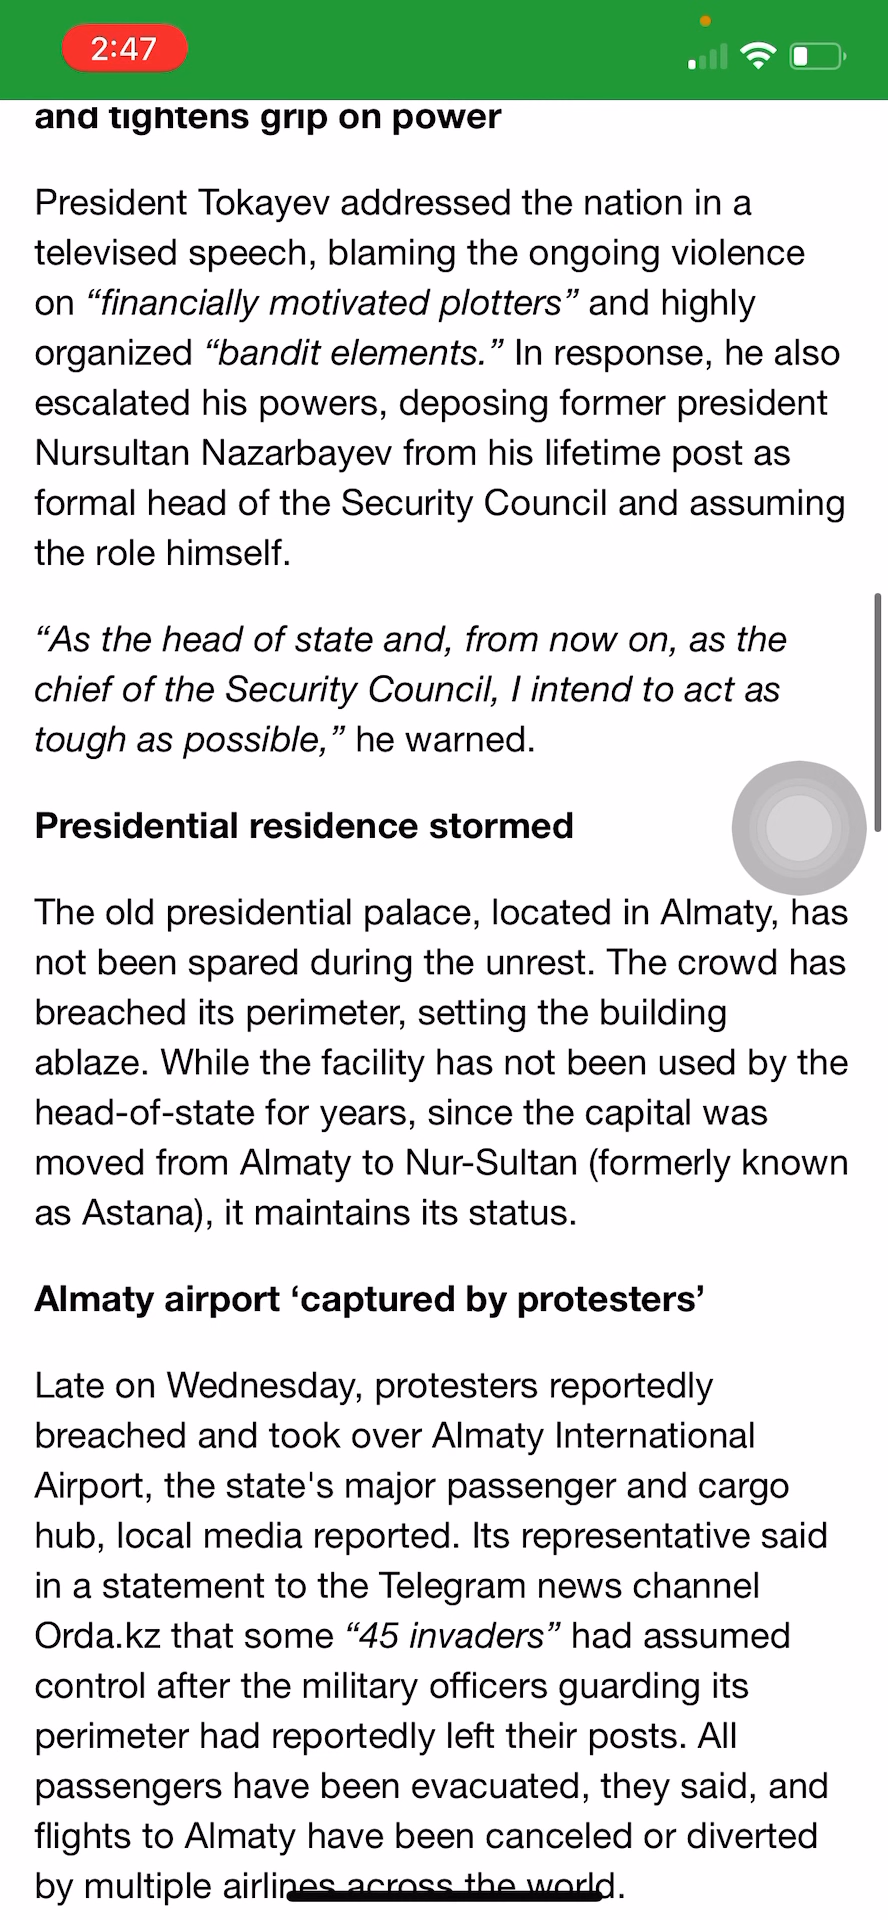 2:47
and tightens grip on power
President Tokayev addressed the nation in a
televised speech, blaming the ongoing violence
on “financially motivated plotters” and highly
organized “bandit elements.” In response, he also
escalated his powers, deposing former president
Nursultan Nazarbayev from his lifetime post as
formal head of the Security Council and assuming
the role himself.
“As the head of state and, from now on, as the
chief of the Security Council, I intend to act as
tough as possible,” he warned.
Presidential residence stormed
The old presidential palace, located in Almaty, has
not been spared during the unrest. The crowd has
breached its perimeter, setting the building
ablaze. While the facility has not been used by the
head-of-state for years, since the capital was
moved from Almaty to Nur-Sultan (formerly known
as Astana), it maintains its status.
Almaty airport ‘captured by protesters’
Late on Wednesday, protesters reportedly
breached and took over Almaty International
Airport, the state's major passenger and cargo
hub, local media reported. Its representative said
in a statement to the Telegram news channel
Orda.kz that some “45 invaders” had assumed
control after the military officers guarding its
perimeter had reportedly left their posts. All
passengers have been evacuated, they said, and
flights to Almaty have been canceled or diverted
by multiple airlines across the world.